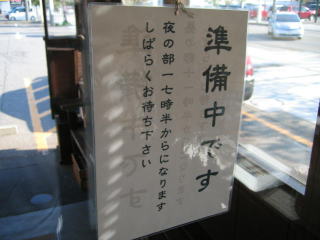 準備中です
夜の部一七時半からになります
しばらくお待ち下さい